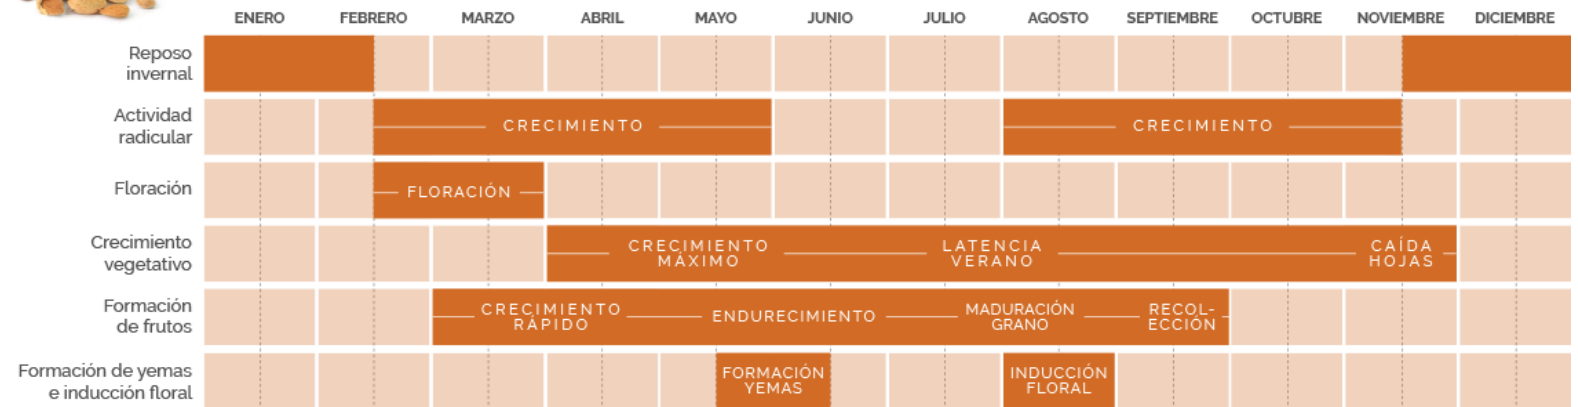 ENERO FEBRERO MARZO ABRIL MAYO JUNIO JULIO AGOSTO SEPTIEMBRE OCTUBRE NOVIEMBRE DICIEMBRE
Reposo
invernal
Actividad
radicular
CRECIMIENTO CRECIMIENTO
Floración
FLORACIÓN
Crecimiento
vegetativo
CRECIMIENTO
MÁXIMO
LATENCIA
VERANO
CAÍDA
HOJAS
Formación
de frutos
CRECIMIENTO
RÁPIDO
ENDURECIMIENTO
MADURACIÓN
GRANO
RECOL-
ECCIÓN
Formación de yemas
e inducción floral
FORMACIÓN
YEMAS
INDUCCIÓN
FLORAL